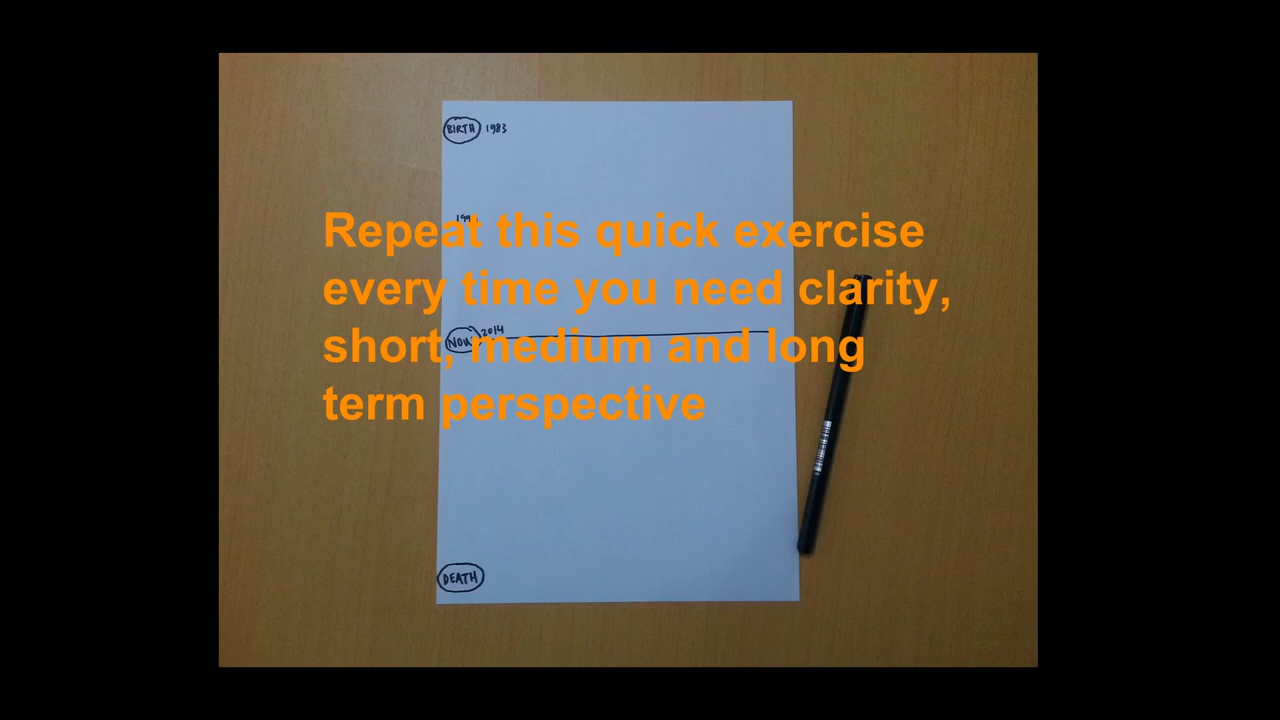 BIRTH 1983
Repeat this quick exercise
every time you need clarity,
2014
NOW
short, medium and long
term perspective
DEATH